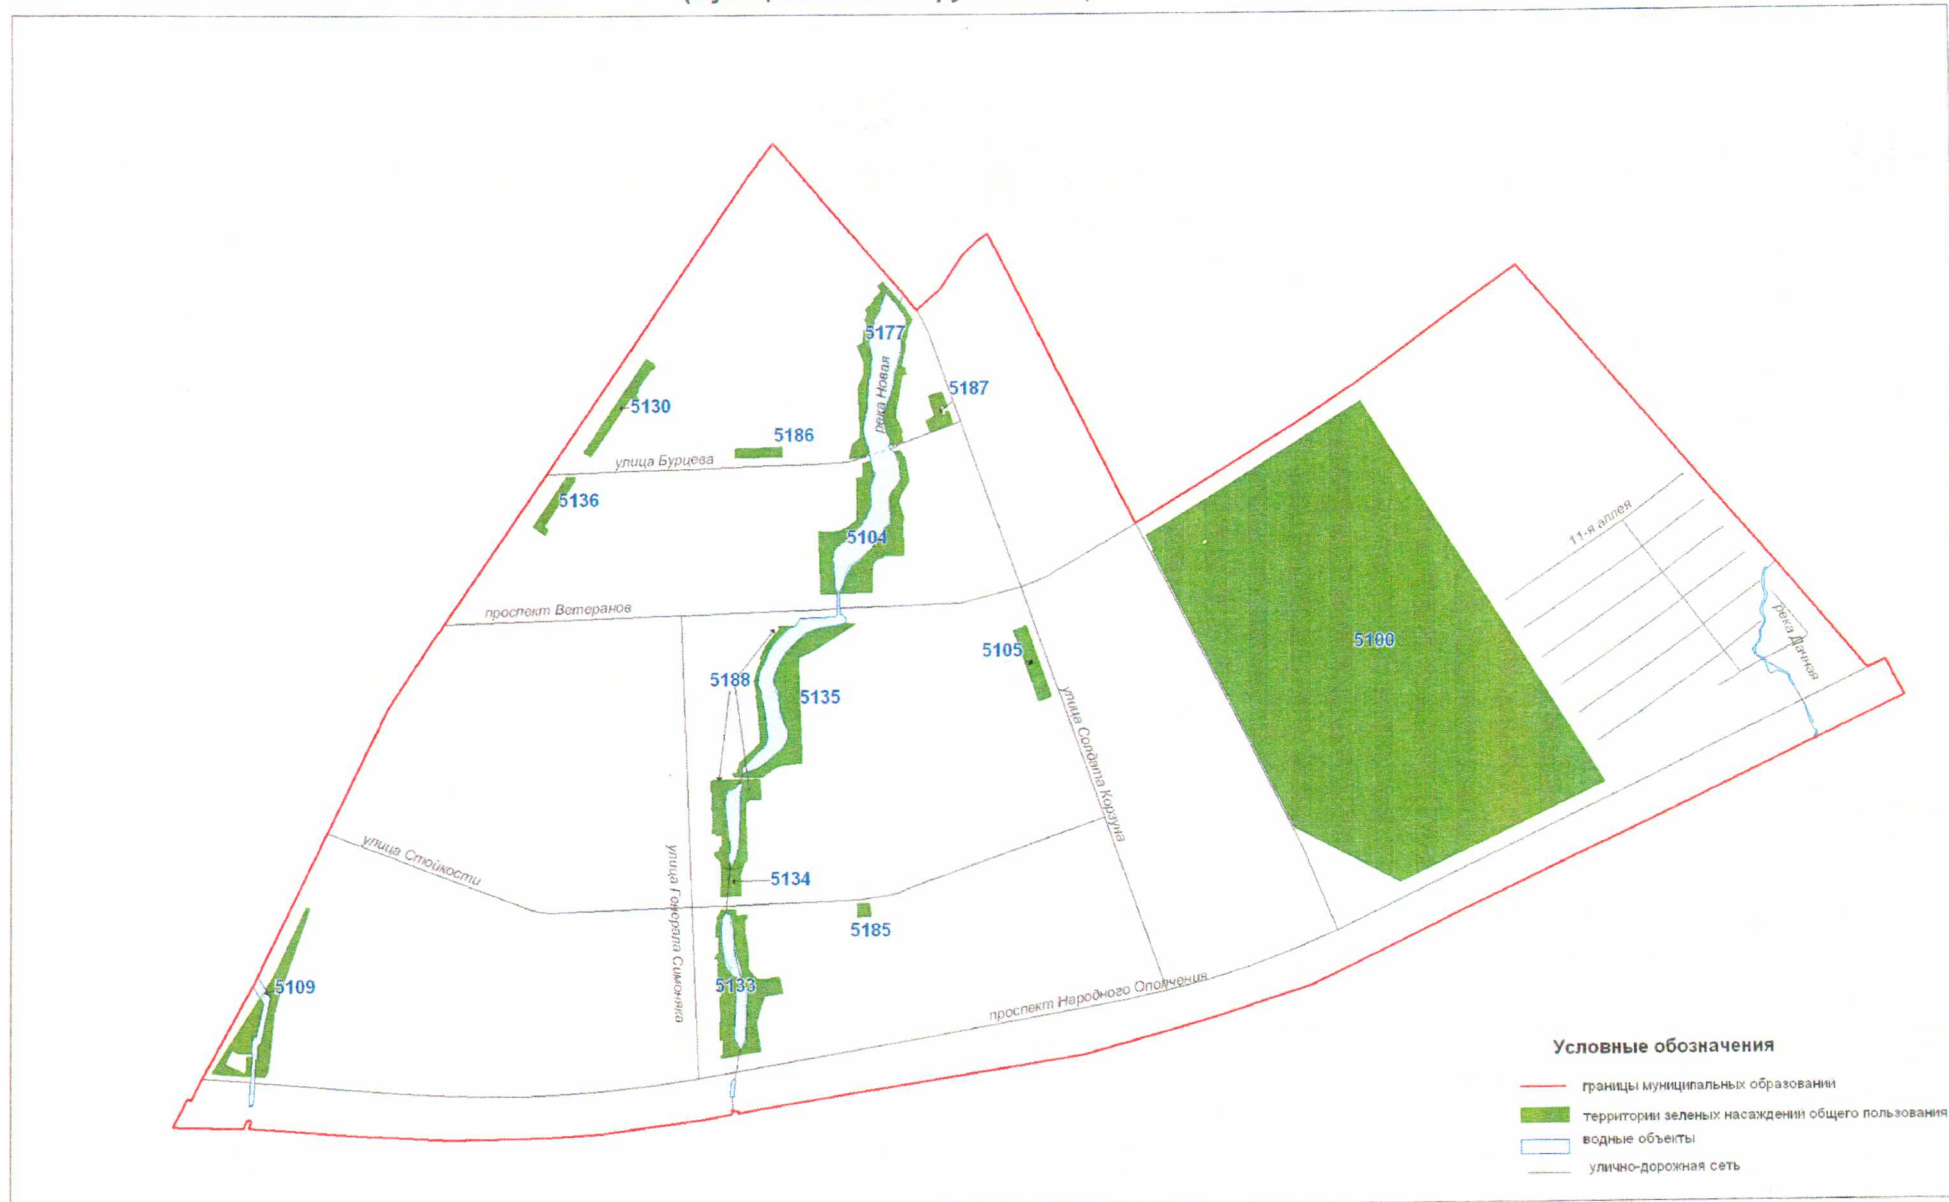 5177
река Новая
5187
5130
5186
улица Бурцева
5136
5104
11-я аллея
проспект Ветеранов
река Дачная
5105
5100
5188
5135
улица Солдата Корзуна
улица Стойкости
улица Генерала Симоняка
5134
5185
5109
5133
проспект Народного Ополчения
Условные обозначения
границы муниципальных образовании
территории зеленых насаждении общего пользования
водные объекты
улично-дорожная сеть